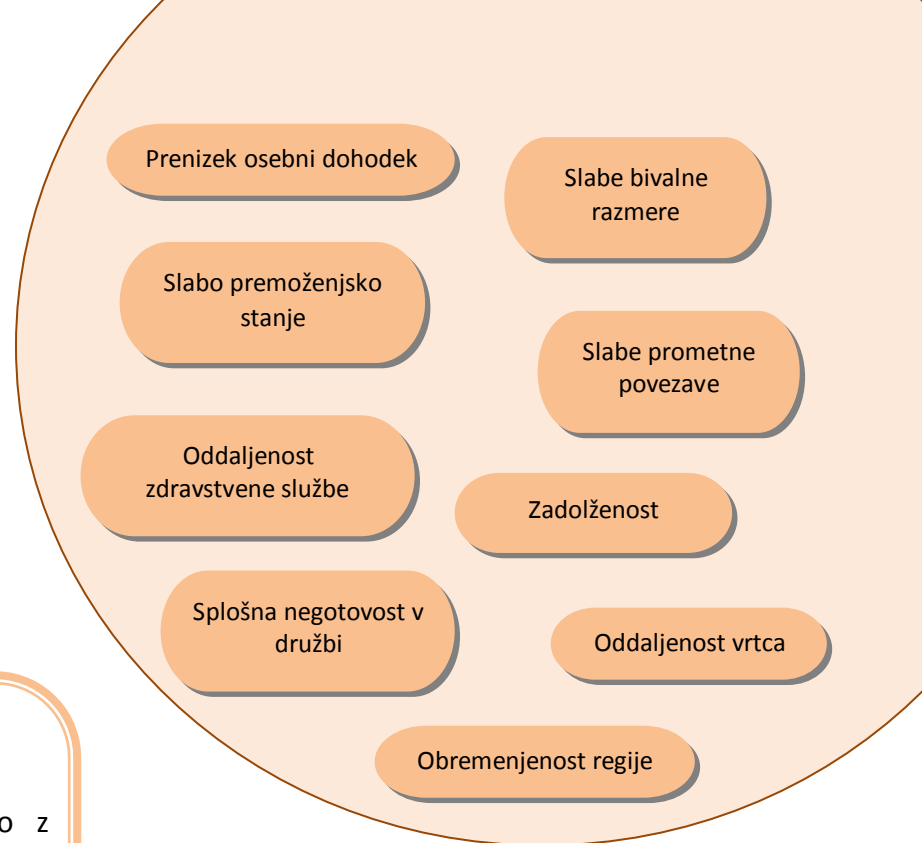 Prenizek osebni dohodek
Slabe bivalne
razmere
Slabo premoženjsko
stanje
Slabe prometne
povezave
Oddaljenost
zdravstvene službe
Zadolženost
Splošna negotovost v
družbi
Oddaljenost vrtca
Obremenjenost regije
o z